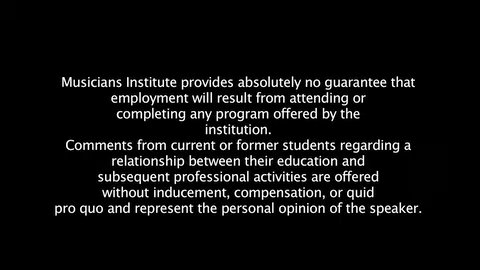 Musicians Institute provides absolutely no guarantee that
employment will result from attending or
completing any program offered by the
institution.
Comments from current or former students regarding a
relationship between their education and
subsequent professional activities are offered
without inducement, compensation, or quid
pro quo and represent the personal opinion of the speaker.